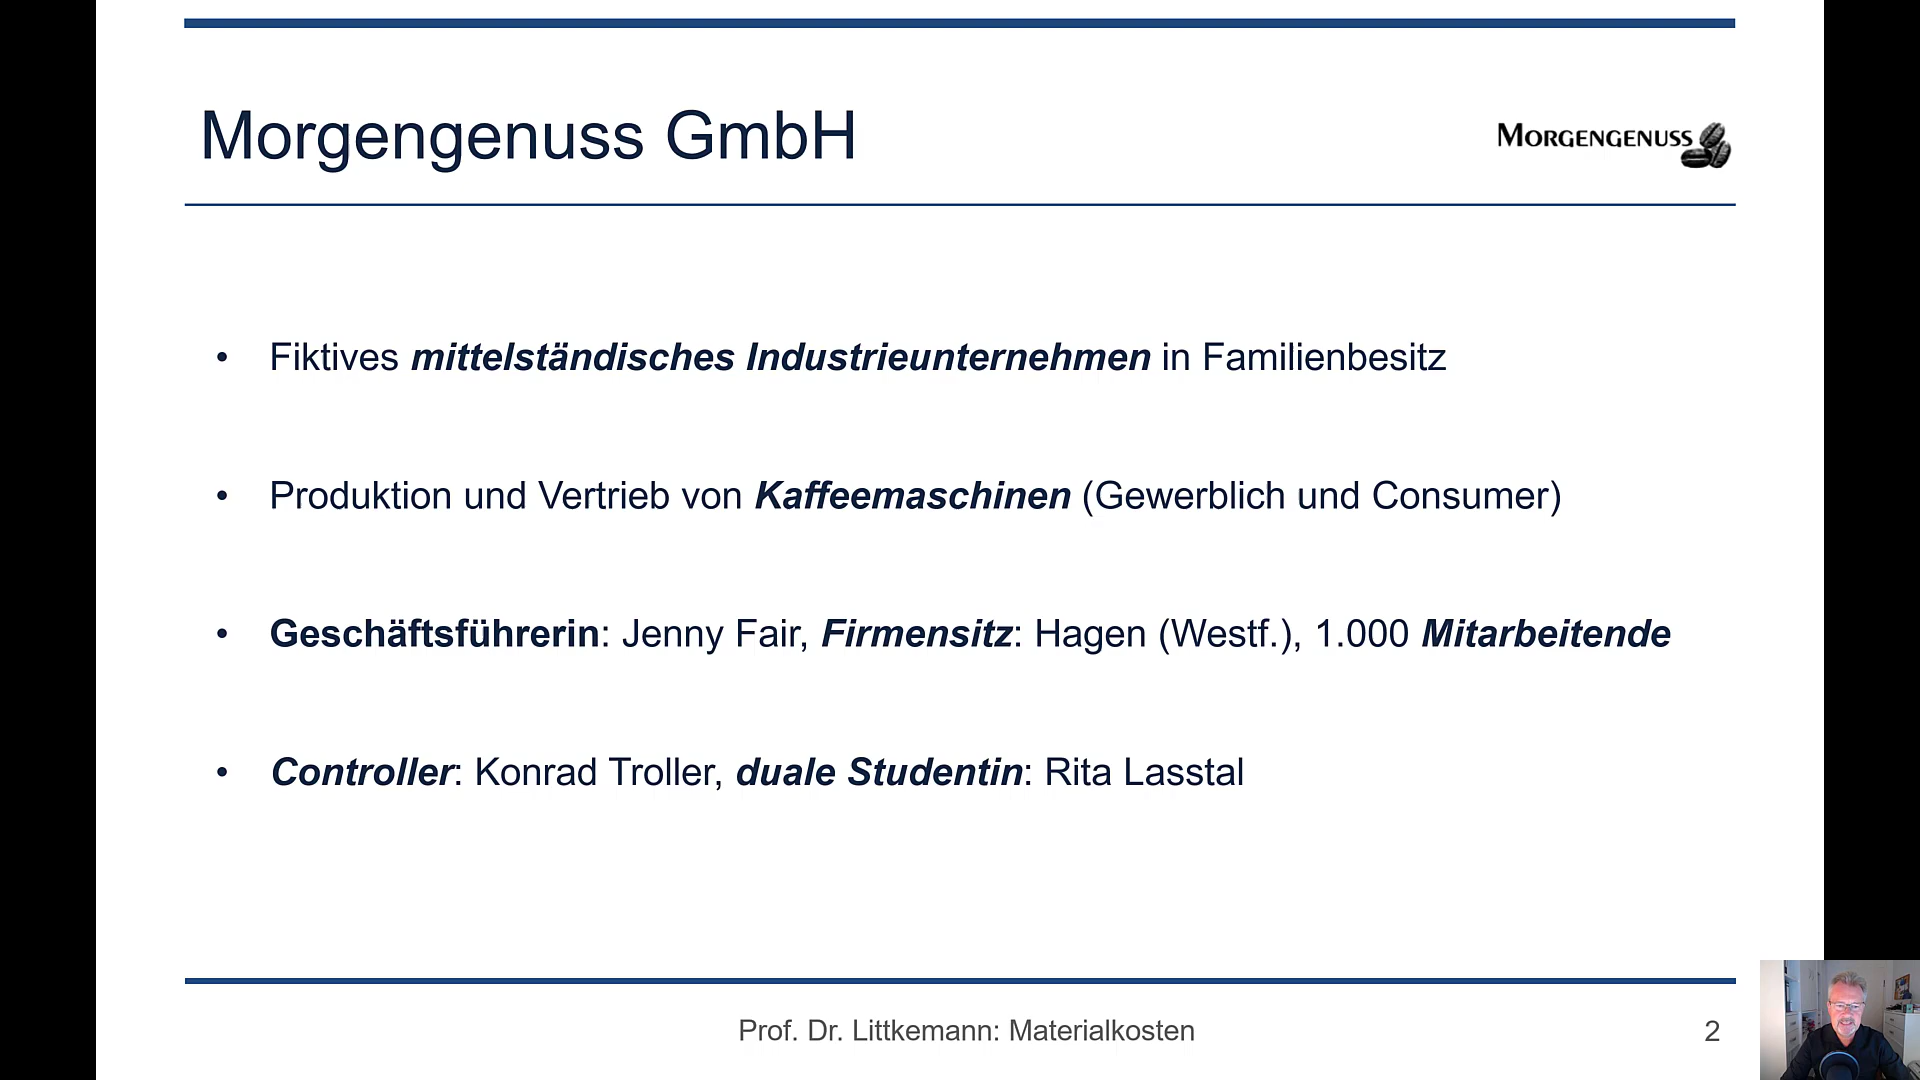 Morgengenuss GmbH
MORGENGENUSS
• Fiktives mittelständisches Industrieunternehmen in Familienbesitz
• Produktion und Vertrieb von Kaffeemaschinen (Gewerblich und Consumer)
• Geschäftsführerin: Jenny Fair, Firmensitz: Hagen (Westf.), 1.000 Mitarbeitende
• Controller: Konrad Troller, duale Studentin: Rita Lasstal
Prof. Dr. Littkemann: Materialkosten
2